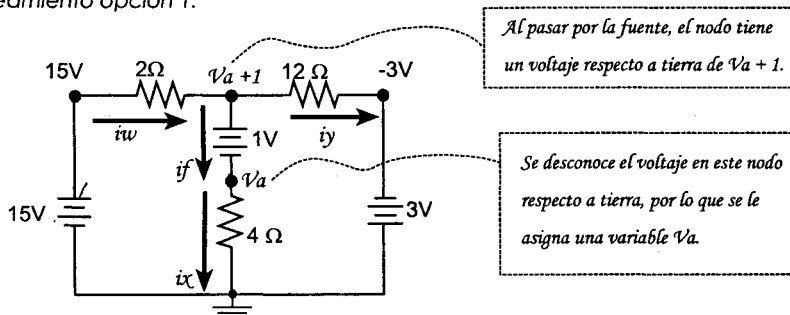 opción 1.
Al pasar por la fuente, el nodo tiene
un voltaje respecto a tierra de Va + 1.
15V
2Ω
Va +1
12 Ω
-3V
iw
iy
1V
if
Va
Se desconoce el voltaje en este nodo
respecto a tierra, por lo que se le
asigna una variable Va.
15V
3V
4 Ω
ix